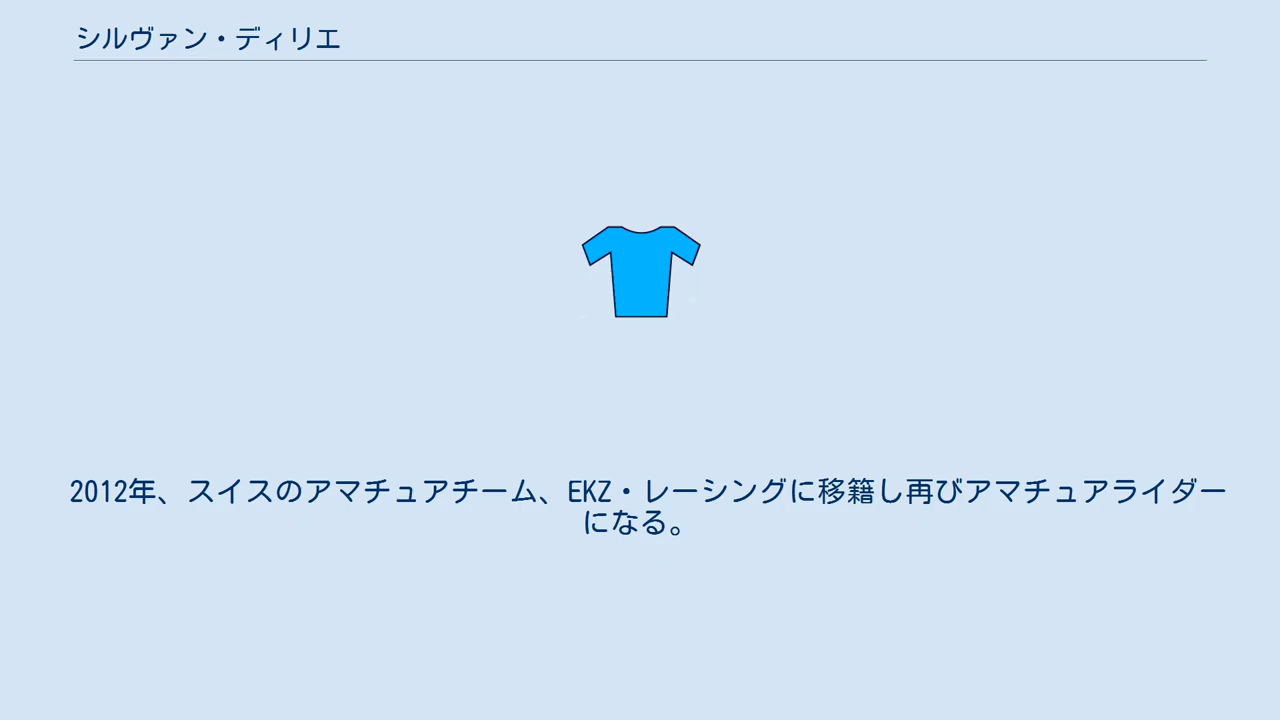 シルヴァン・ディリエ
2012年、スイスのアマチュアチーム、EKZ・レーシングに移籍し再びアマチュアライダー
になる。